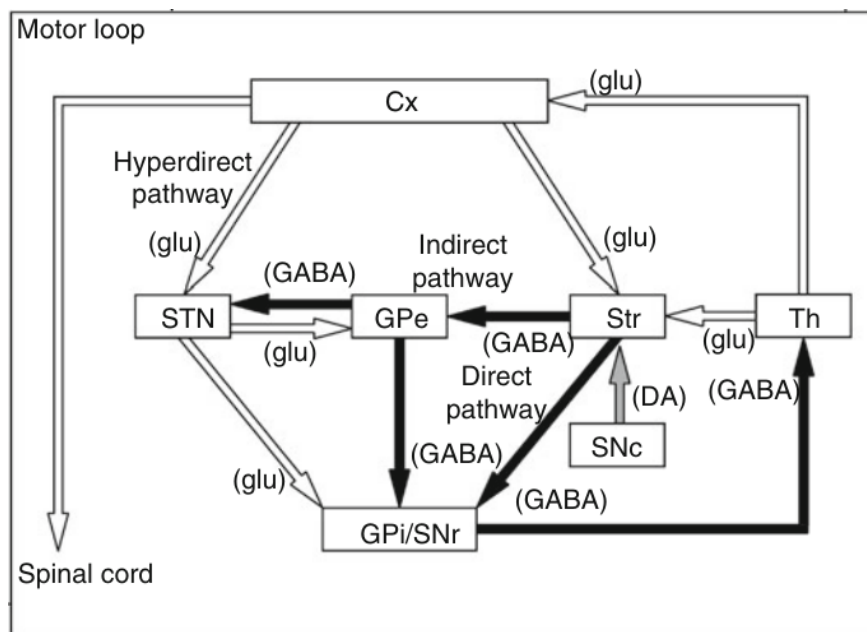 Motor loop
(glu)
Cx
Hyperdirect
pathway
(glu)
(glu)
Indirect
pathway
(GABA)
STN
GPe
Str
Th
(glu)
(GABA)
(glu)
Direct
pathway
(DA)
(GABA)
SNc
(GABA)
(glu)
(GABA)
GPi/SNr
Spinal cord